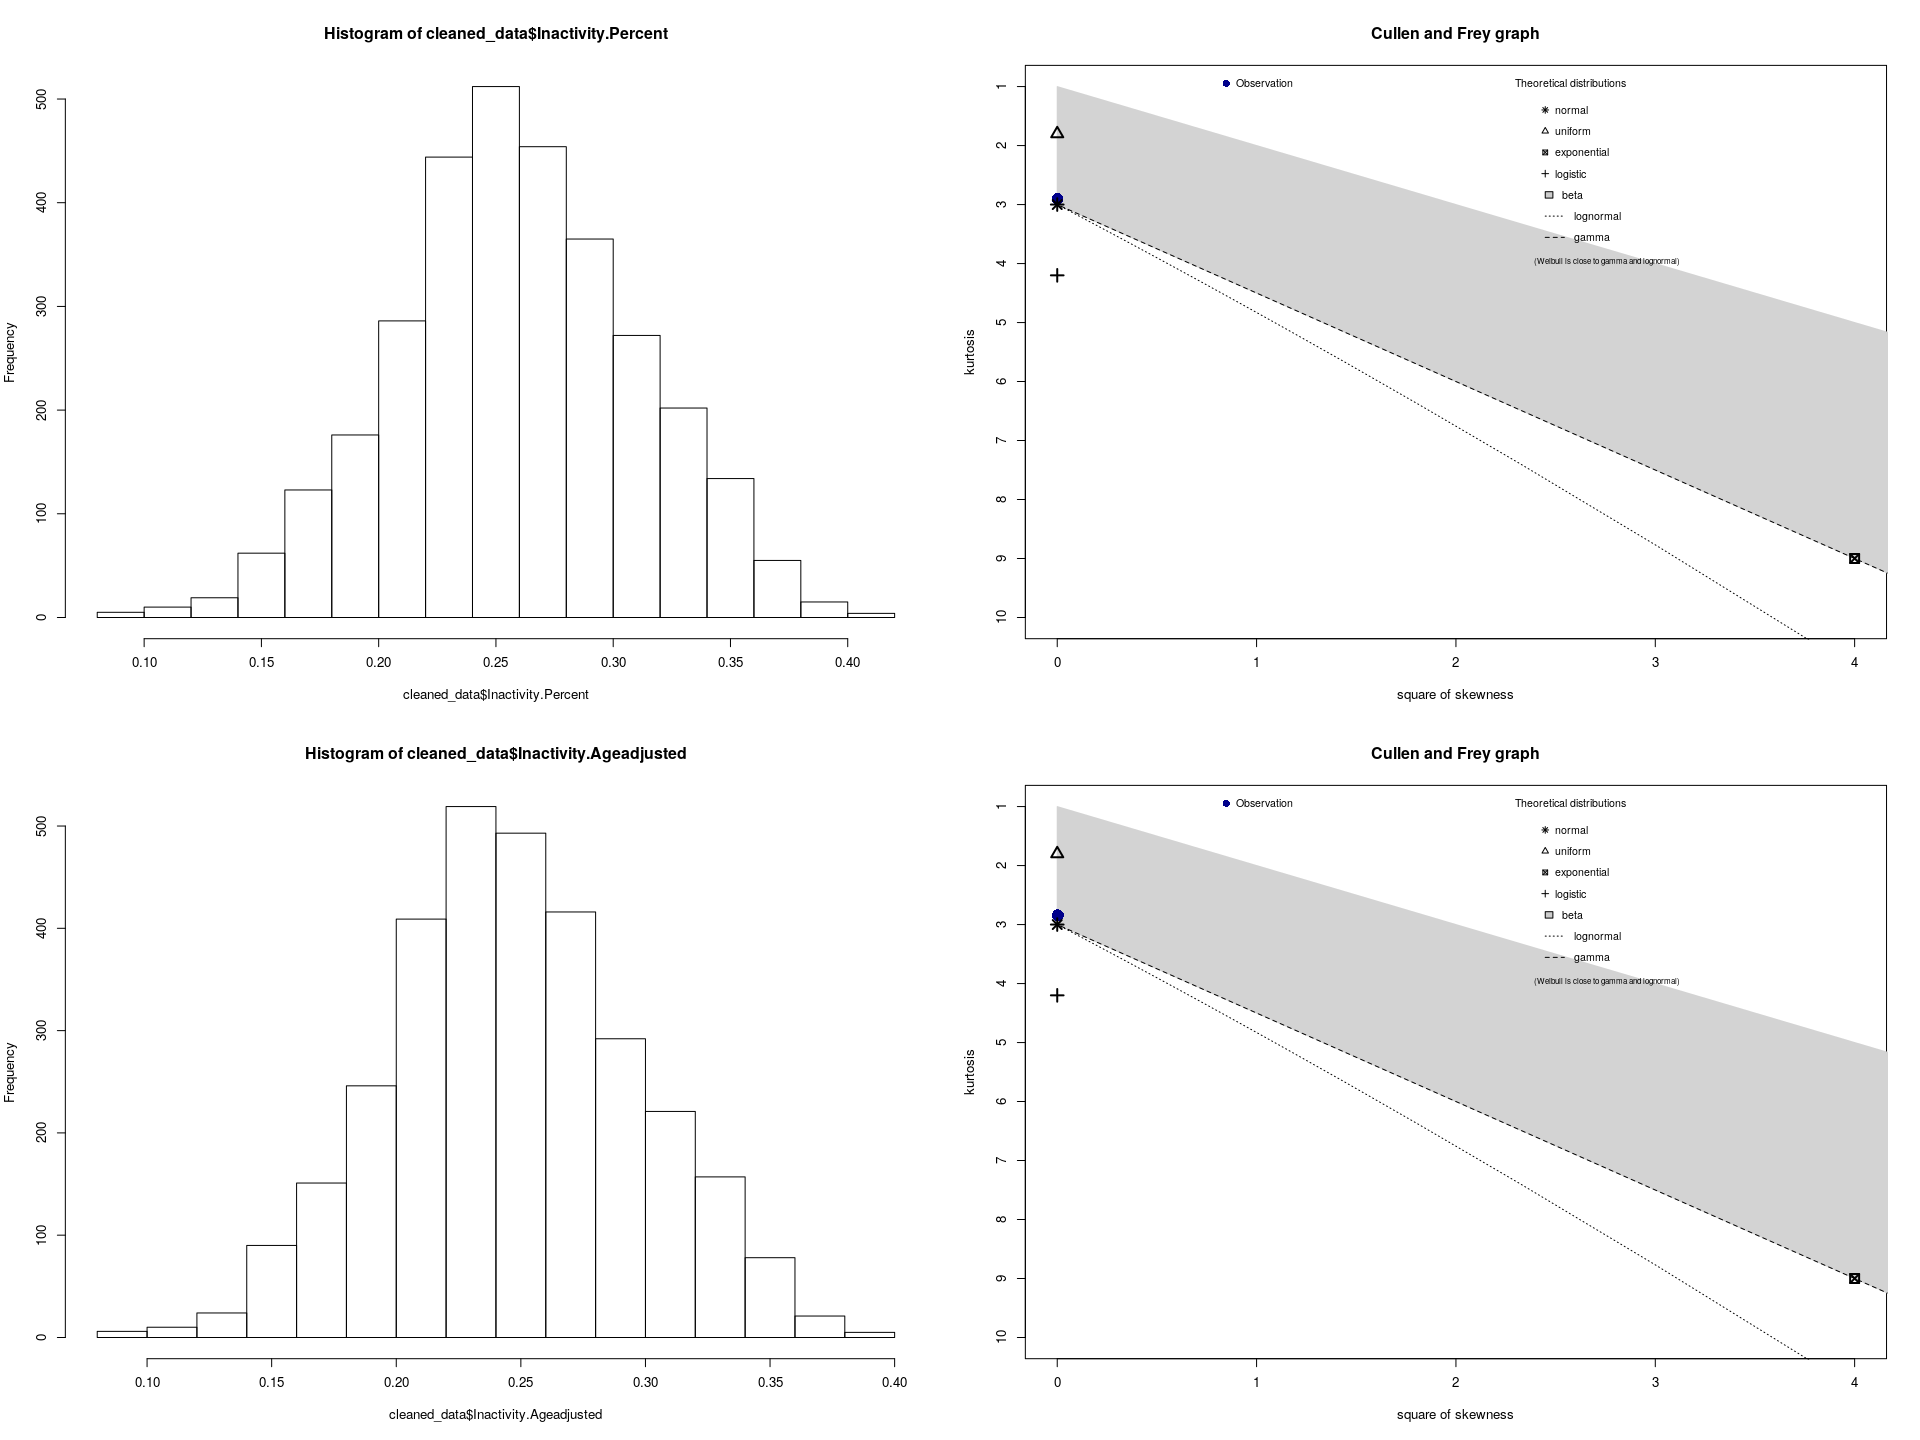 Histogram of cleaned_data$Inactivity.Percent
Frequency
0
100
200
300
400
500
0.10 0.15 0.20 0.25 0.30 0.35 0.40
cleaned_data$Inactivity.Percent
Cullen and Frey graph
Observation
Theoretical distributions
normal
uniform
exponential
logistic
beta
lognormal
gamma
(Weibull is close to gamma and lognormal)
kurtosis
1
2
3
4
5
6
7
8
9
10
0 1 2 3 4
square of skewness
Histogram of cleaned_data$Inactivity.Ageadjusted
Frequency
0
100
200
300
400
500
0.10 0.15 0.20 0.25 0.30 0.35 0.40
cleaned_data$Inactivity.Ageadjusted
Cullen and Frey graph
Observation
Theoretical distributions
normal
uniform
exponential
logistic
beta
lognormal
gamma
(Weibull is close to gamma and lognormal)
kurtosis
1
2
3
4
5
6
7
8
9
10
0 1 2 3 4
square of skewness